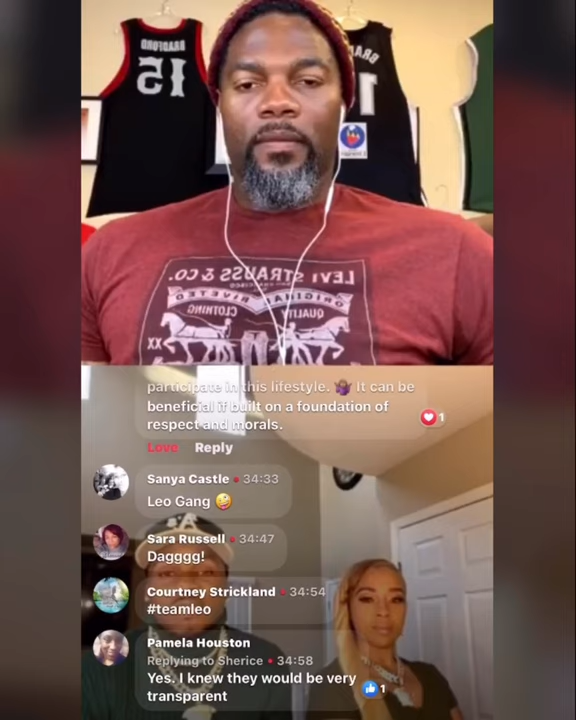 BRADFORD
15
BRA
1
LEVI STRAUSS & CO.
ORIGINAL RIVETED
QUALITY CLOTHING
XX
participate in this lifestyle. 🤷🏾‍♀️ It can be
beneficial if built on a foundation of
respect and morals.
1
Love Reply
Sanya Castle • 34:33
Leo Gang 🤪
Sara Russell • 34:47
Dagggg!
Courtney Strickland • 34:54
#teamleo
Pamela Houston
Replying to Sherice • 34:58
Yes. I knew they would be very
transparent
1